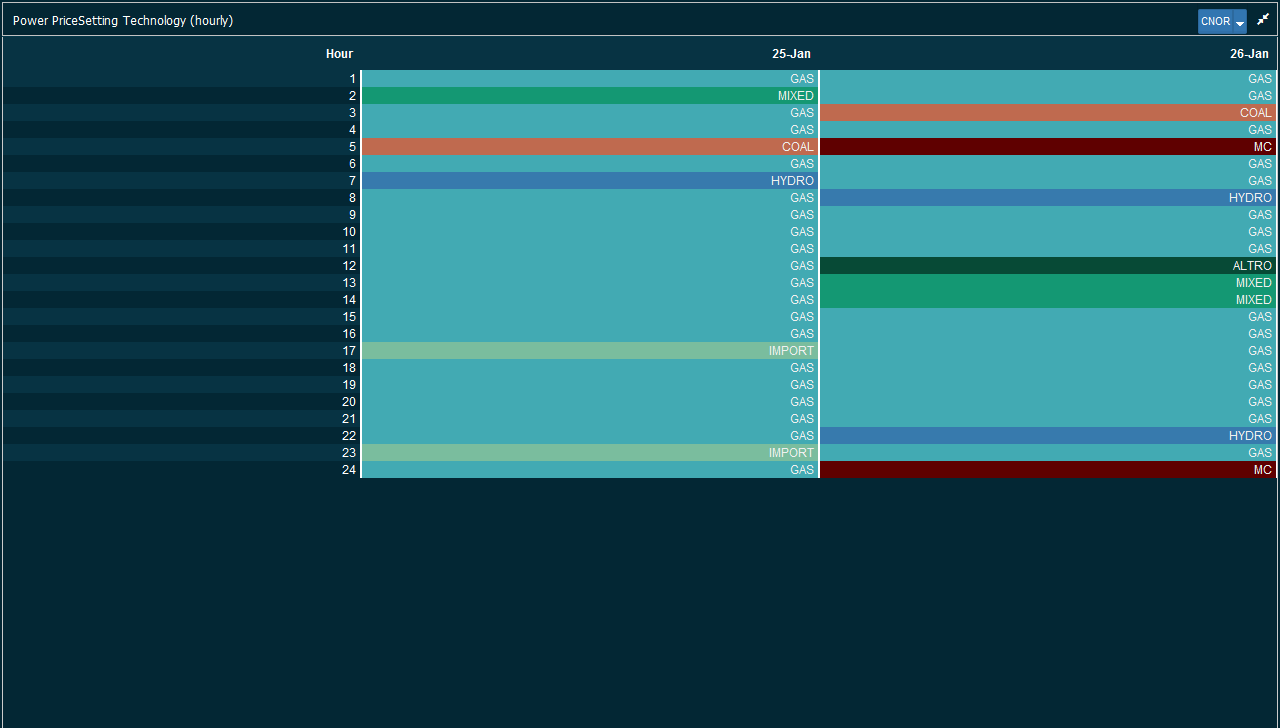 Power PriceSetting Technology (hourly) CNOR
Hour 25-Jan 26-Jan
1 GAS GAS
2 MIXED GAS
3 GAS COAL
4 GAS GAS
5 COAL MC
6 GAS GAS
7 HYDRO GAS
8 GAS HYDRO
9 GAS GAS
10 GAS GAS
11 GAS GAS
12 GAS ALTRO
13 GAS MIXED
14 GAS MIXED
15 GAS GAS
16 GAS GAS
17 IMPORT GAS
18 GAS GAS
19 GAS GAS
20 GAS GAS
21 GAS GAS
22 GAS HYDRO
23 IMPORT GAS
24 GAS MC